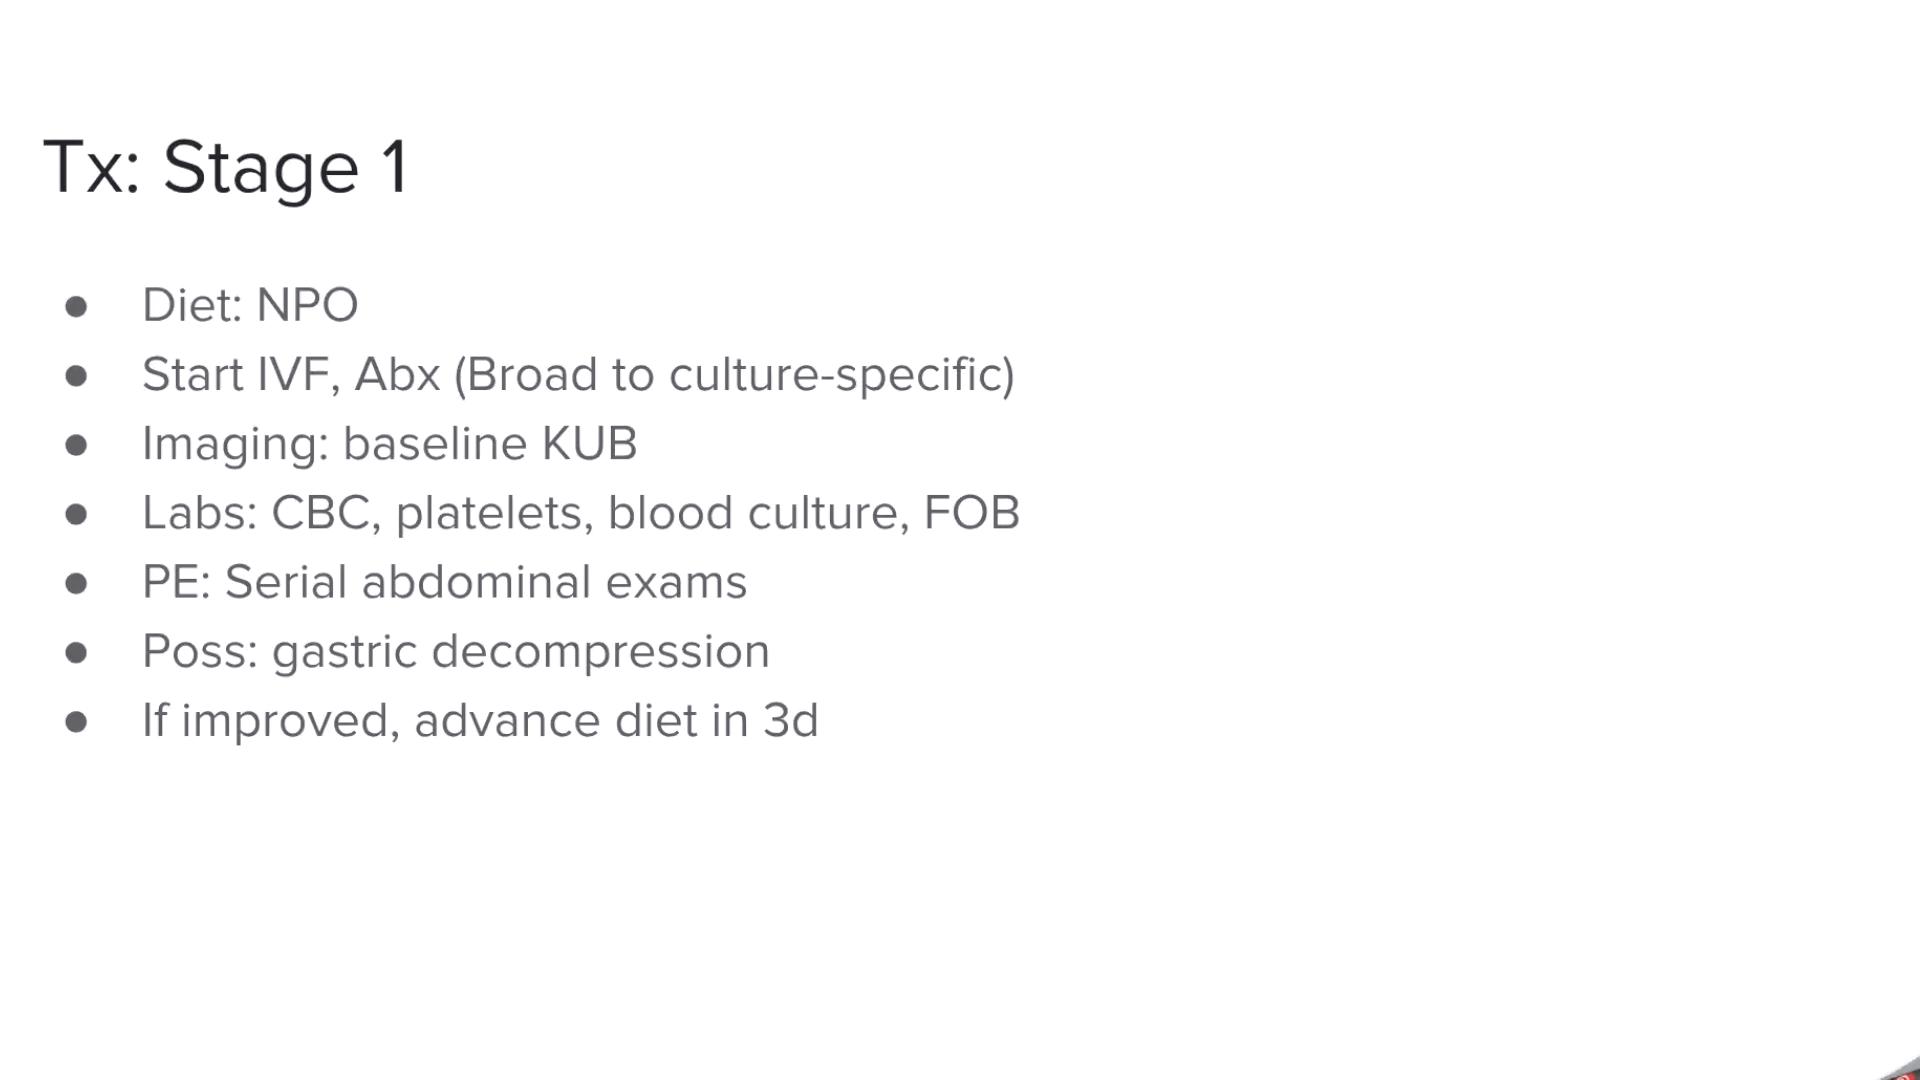 Tx: Stage 1
● Diet: NPO
● Start IVF, Abx (Broad to culture-specific)
● Imaging: baseline KUB
● Labs: CBC, platelets, blood culture, FOB
● PE: Serial abdominal exams
● Poss: gastric decompression
● If improved, advance diet in 3d